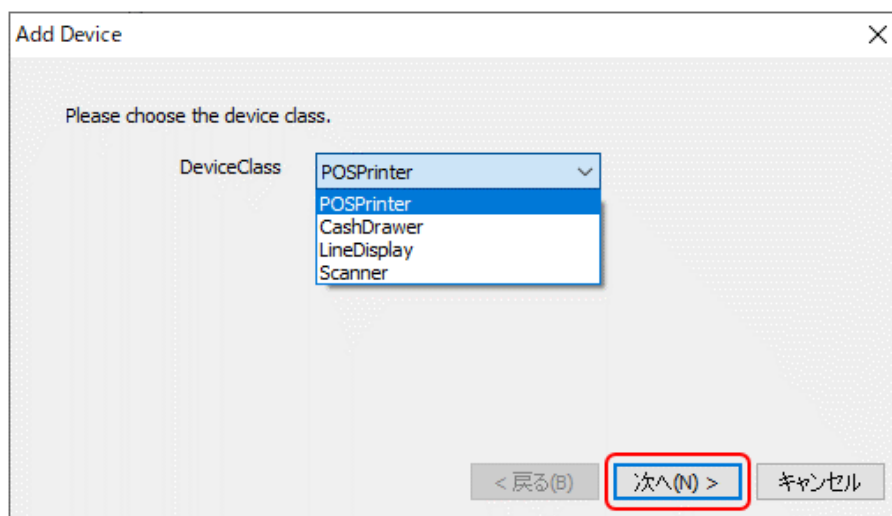 Add Device
Please choose the device class.
DeviceClass
POSPrinter
POSPrinter
CashDrawer
LineDisplay
Scanner
< 戻る(B)
次へ(N) >
キャンセル